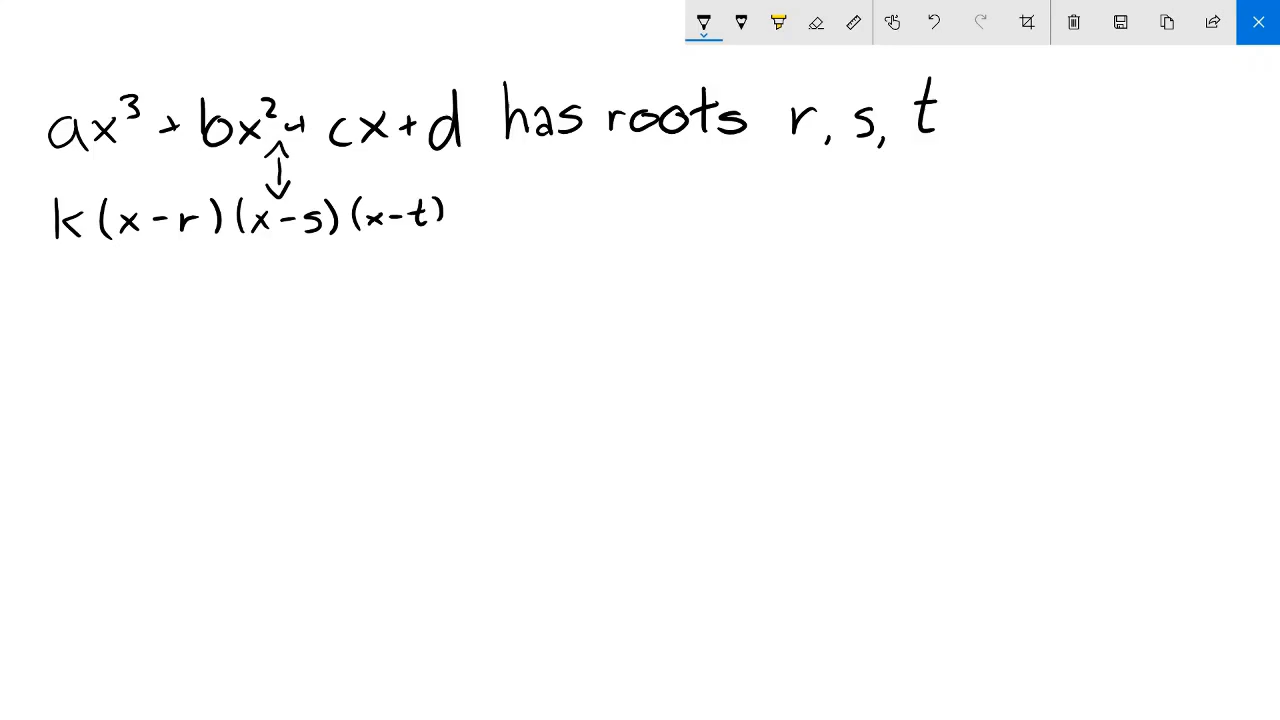 ax³ + bx² + cx + d has roots r, s, t
k(x-r)(x-s)(x-t)